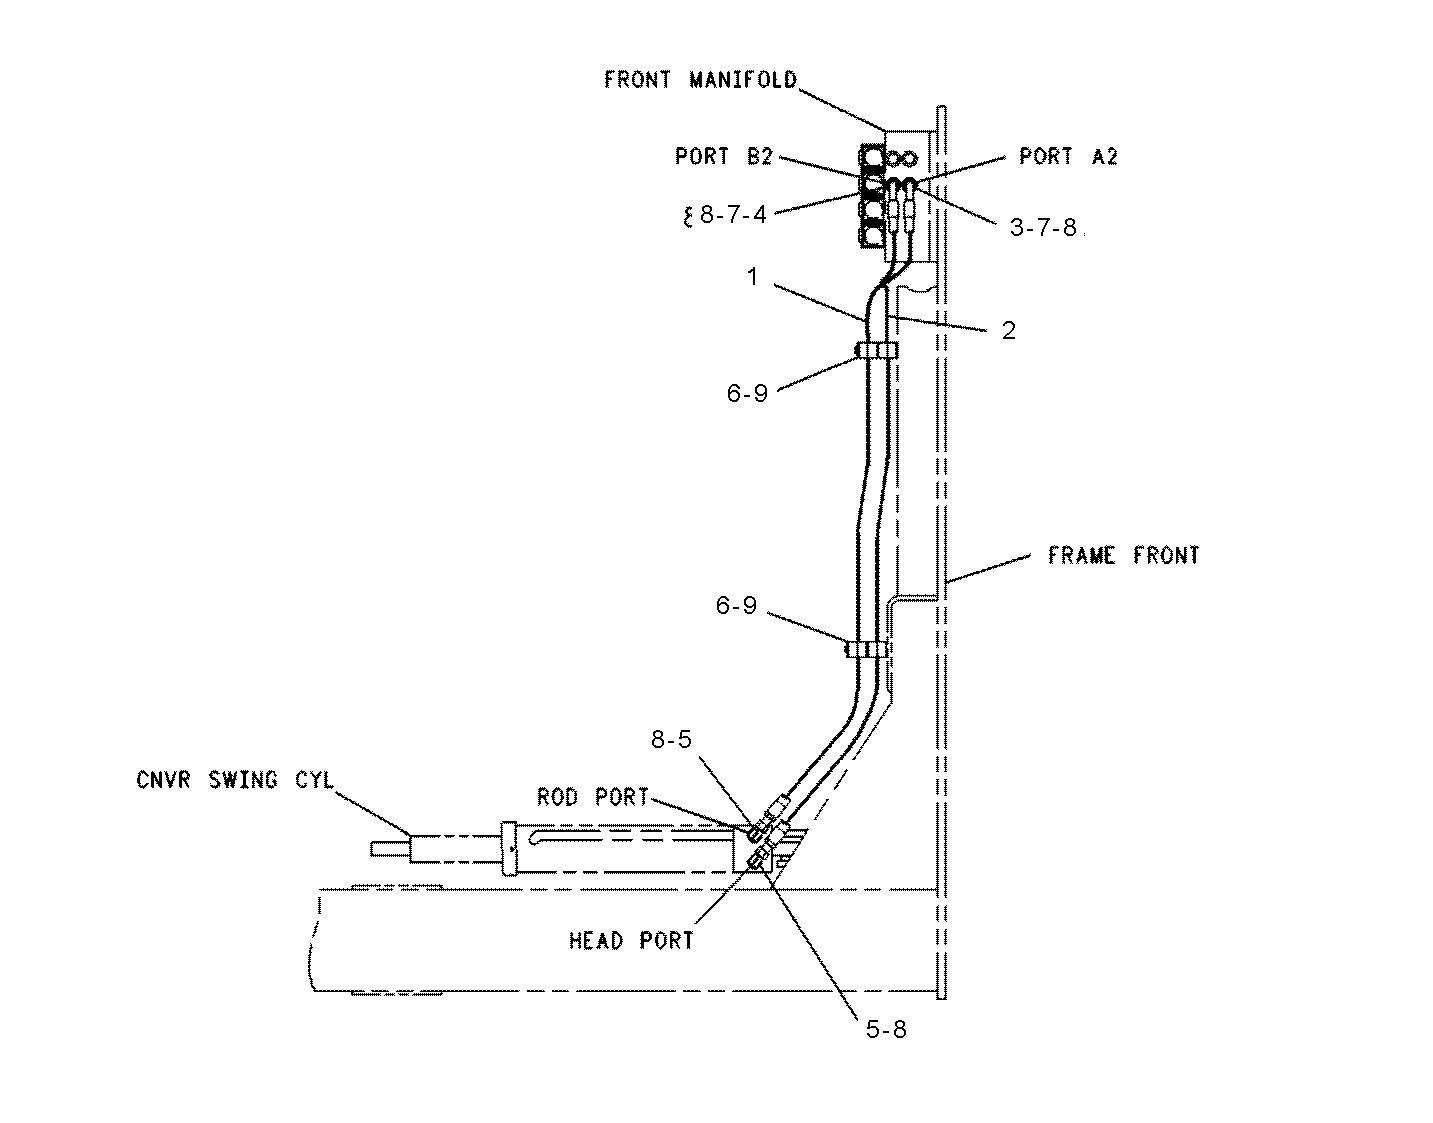 FRONT MANIFOLD
PORT B2
PORT A2
8-7-4
3-7-8
1
2
6-9
FRAME FRONT
6-9
8-5
CNVR SWING CYL
ROD PORT
HEAD PORT
5-8